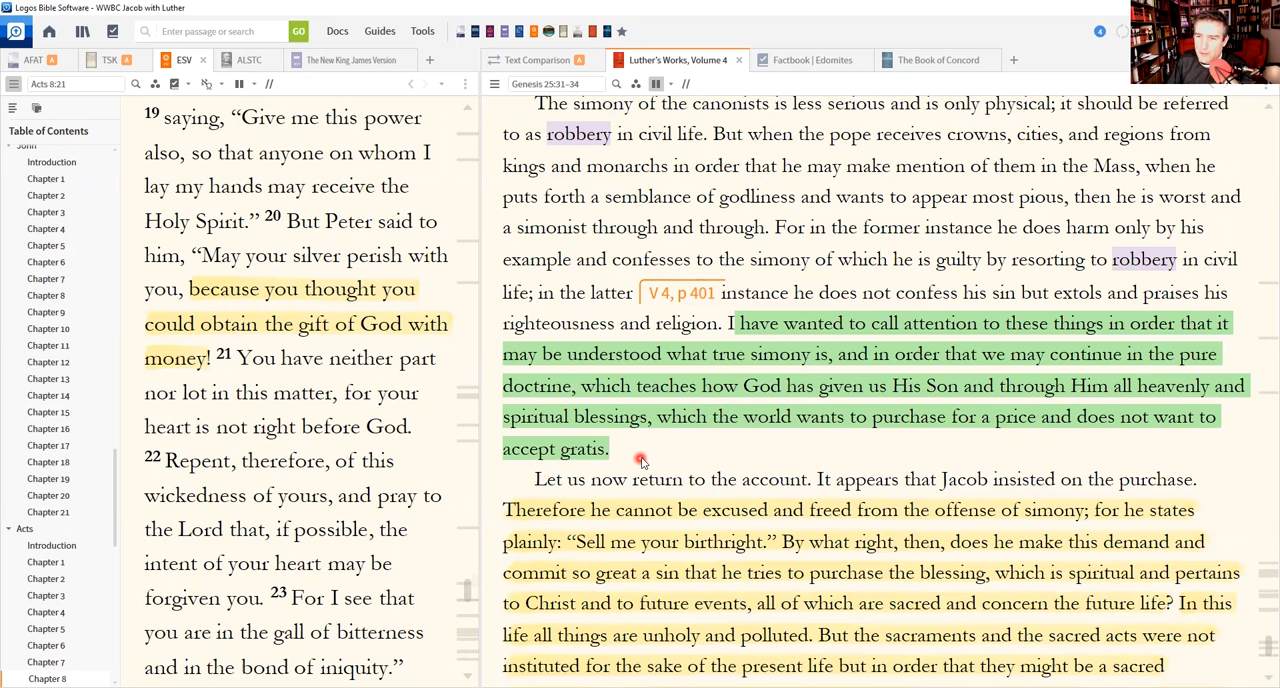 Logos Bible Software - WWBC Jacob with Luther
Enter passage or search
GO
Docs
Guides
Tools
4
AFAT A
TSK A
ESV
ALSTC
The New King James Version
Text Comparison A
Luther's Works, Volume 4
Factbook | Edomites
The Book of Concord
Acts 8:21
Genesis 25:31–34
Table of Contents
John
Introduction
Chapter 1
Chapter 2
Chapter 3
Chapter 4
Chapter 5
Chapter 6
Chapter 7
Chapter 8
Chapter 9
Chapter 10
Chapter 11
Chapter 12
Chapter 13
Chapter 14
Chapter 15
Chapter 16
Chapter 17
Chapter 18
Chapter 19
Chapter 20
Chapter 21
Acts
Introduction
Chapter 1
Chapter 2
Chapter 3
Chapter 4
Chapter 5
Chapter 6
Chapter 7
Chapter 8
19 saying, “Give me this power
also, so that anyone on whom I
lay my hands may receive the
Holy Spirit.” 20 But Peter said to
him, “May your silver perish with
you, because you thought you
could obtain the gift of God with
money! 21 You have neither part
nor lot in this matter, for your
heart is not right before God.
22 Repent, therefore, of this
wickedness of yours, and pray to
the Lord that, if possible, the
intent of your heart may be
forgiven you. 23 For I see that
you are in the gall of bitterness
and in the bond of iniquity.”
The simony of the canonists is less serious and is only physical; it should be referred
to as robbery in civil life. But when the pope receives crowns, cities, and regions from
kings and monarchs in order that he may make mention of them in the Mass, when he
puts forth a semblance of godliness and wants to appear most pious, then he is worst and
a simonist through and through. For in the former instance he does harm only by his
example and confesses to the simony of which he is guilty by resorting to robbery in civil
life; in the latter V 4, p 401 instance he does not confess his sin but extols and praises his
righteousness and religion. I have wanted to call attention to these things in order that it
may be understood what true simony is, and in order that we may continue in the pure
doctrine, which teaches how God has given us His Son and through Him all heavenly and
spiritual blessings, which the world wants to purchase for a price and does not want to
accept gratis.
Let us now return to the account. It appears that Jacob insisted on the purchase.
Therefore he cannot be excused and freed from the offense of simony; for he states
plainly: “Sell me your birthright.” By what right, then, does he make this demand and
commit so great a sin that he tries to purchase the blessing, which is spiritual and pertains
to Christ and to future events, all of which are sacred and concern the future life? In this
life all things are unholy and polluted. But the sacraments and the sacred acts were not
instituted for the sake of the present life but in order that they might be a sacred